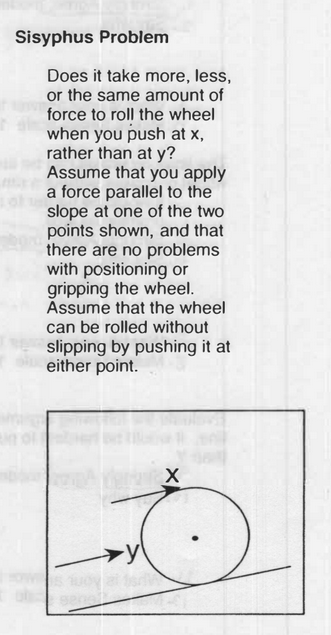 Sisyphus Problem
Does it take more, less,
or the same amount of
force to roll the wheel
when you push at x,
rather than at y?
Assume that you apply
a force parallel to the
slope at one of the two
points shown, and that
there are no problems
with positioning or
gripping the wheel.
Assume that the wheel
can be rolled without
slipping by pushing it at
either point.
X
y